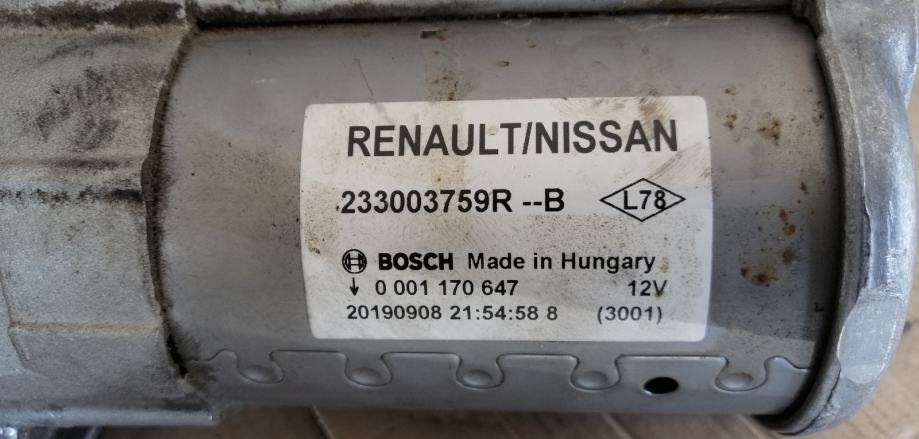 RENAULT/NISSAN
233003759R --B L78
BOSCH Made in Hungary
0 001 170 647 12V
20190908 21:54:58 8 (3001)